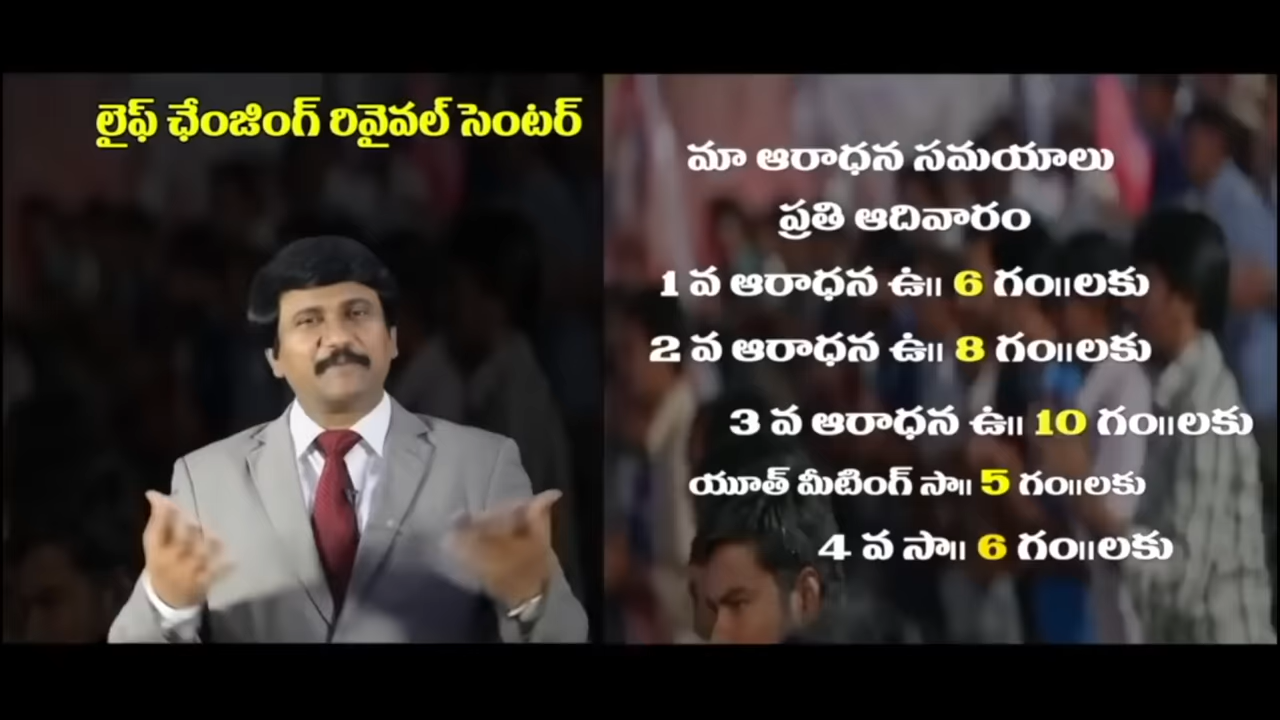 లైఫ్ ఛేంజింగ్ రివైవల్ సెంటర్
మా ఆరాధన సమయాలు
ప్రతి ఆదివారం
1 వ ఆరాధన ఉ॥ 6 గం॥లకు
2 వ ఆరాధన ఉ॥ 8 గం॥లకు
3 వ ఆరాధన ఉ॥ 10 గం॥లకు
యూత్ మీటింగ్ సా॥ 5 గం॥లకు
4 వ సా॥ 6 గం॥లకు